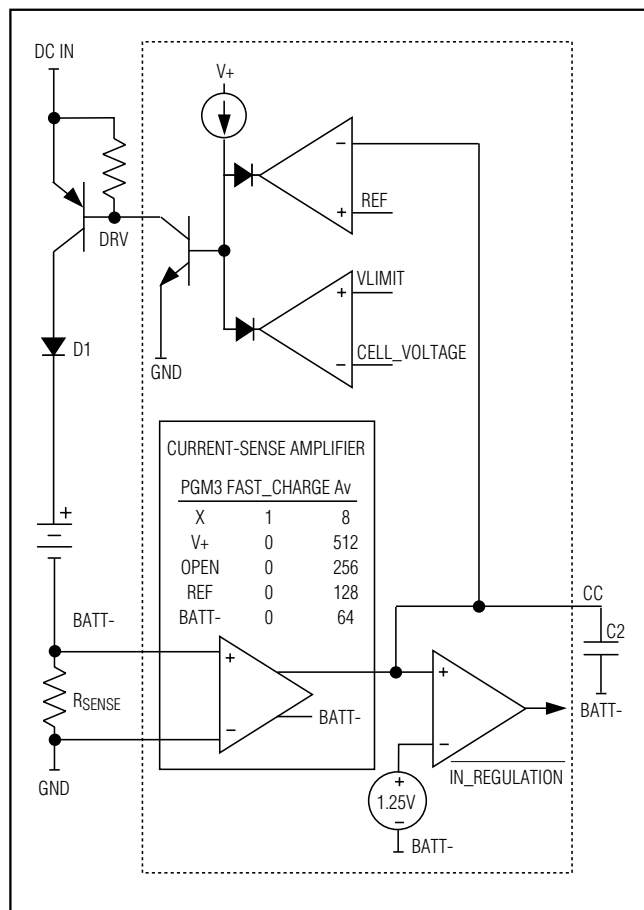 DC IN
V+
−
REF
+
DRV
VLIMIT
+
D1
GND
−
CELL_VOLTAGE
CURRENT-SENSE AMPLIFIER
PGM3 FAST_CHARGE Av
X 1 8
V+ 0 512
OPEN 0 256
REF 0 128
BATT- 0 64
+
−
BATT-
CC
C2
+
+
BATT-
BATT-
RSENSE
−
−
IN_REGULATION
GND
+
1.25V
−
BATT-